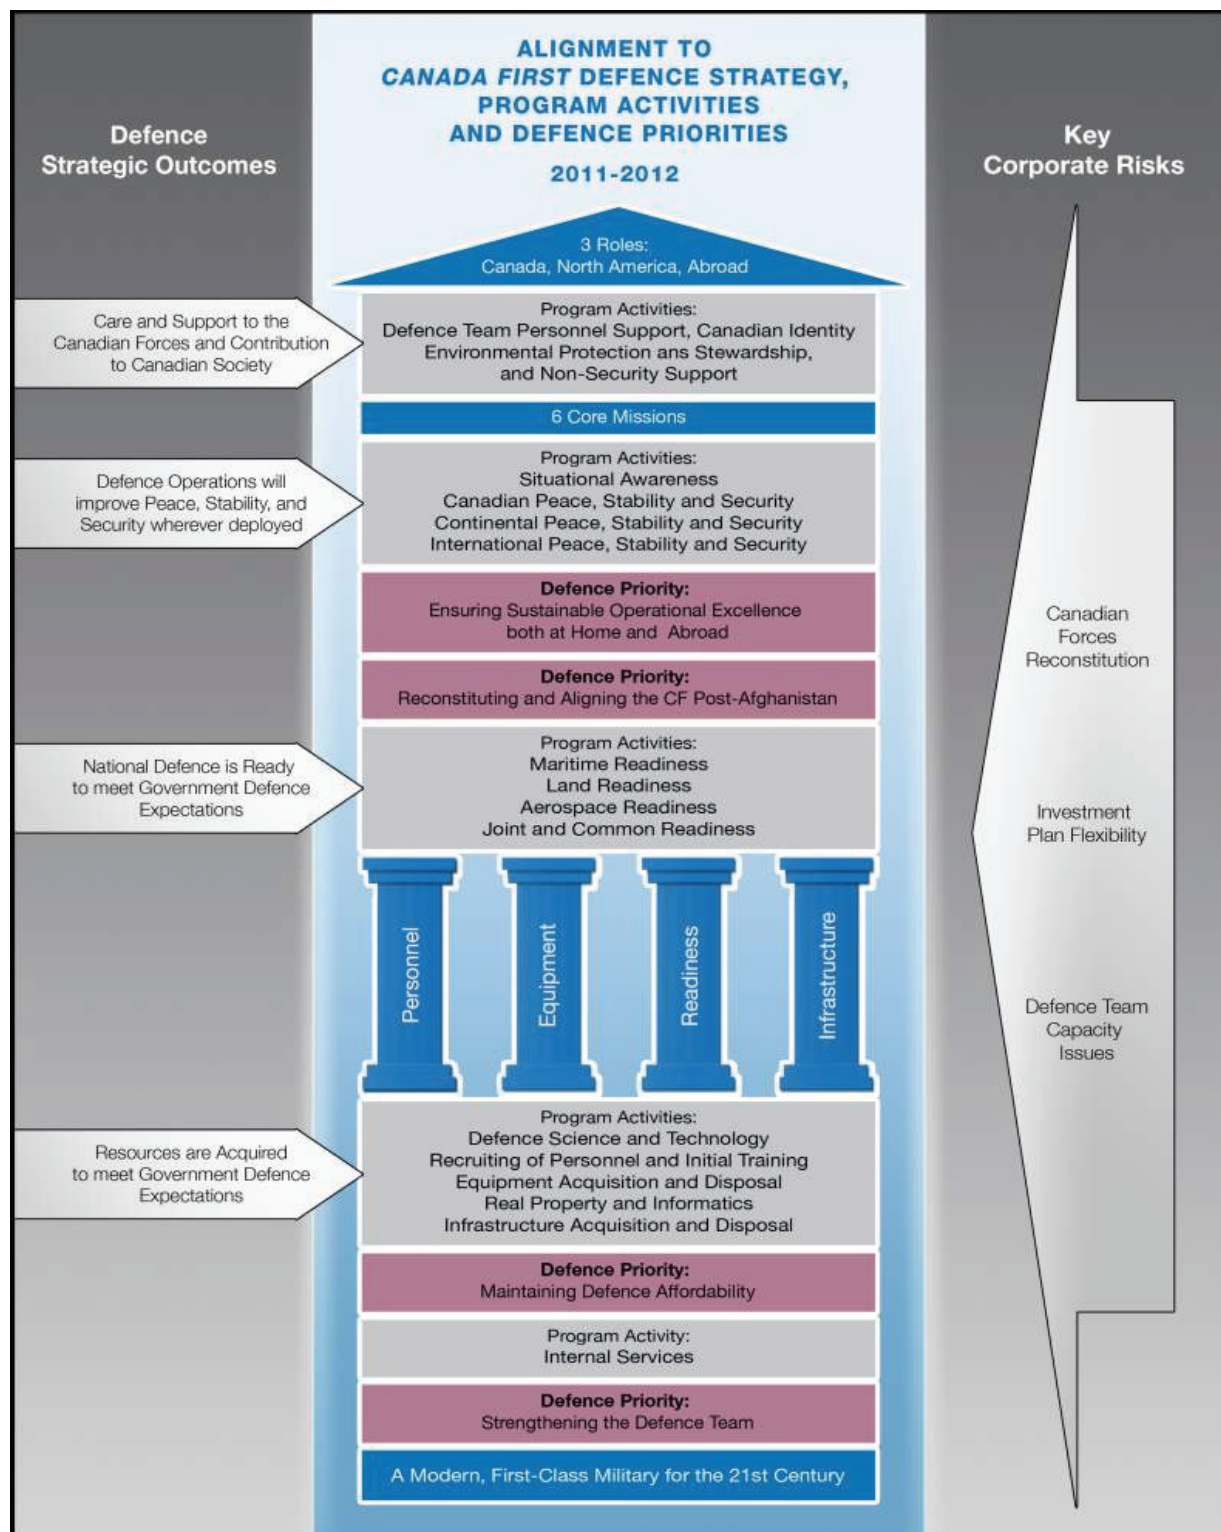 ALIGNMENT TO
CANADA FIRST DEFENCE STRATEGY,
PROGRAM ACTIVITIES
AND DEFENCE PRIORITIES
2011-2012
Defence
Strategic Outcomes
Key
Corporate Risks
3 Roles:
Canada, North America, Abroad
Care and Support to the
Canadian Forces and Contribution
to Canadian Society
Program Activities:
Defence Team Personnel Support, Canadian Identity
Environmental Protection ans Stewardship,
and Non-Security Support
6 Core Missions
Defence Operations will
improve Peace, Stability, and
Security wherever deployed
Program Activities:
Situational Awareness
Canadian Peace, Stability and Security
Continental Peace, Stability and Security
International Peace, Stability and Security
Defence Priority:
Ensuring Sustainable Operational Excellence
both at Home and Abroad
Defence Priority:
Reconstituting and Aligning the CF Post-Afghanistan
National Defence is Ready
to meet Government Defence
Expectations
Program Activities:
Maritime Readiness
Land Readiness
Aerospace Readiness
Joint and Common Readiness
Personnel
Equipment
Readiness
Infrastructure
Resources are Acquired
to meet Government Defence
Expectations
Program Activities:
Defence Science and Technology
Recruiting of Personnel and Initial Training
Equipment Acquisition and Disposal
Real Property and Informatics
Infrastructure Acquisition and Disposal
Defence Priority:
Maintaining Defence Affordability
Program Activity:
Internal Services
Defence Priority:
Strengthening the Defence Team
A Modern, First-Class Military for the 21st Century
Canadian
Forces
Reconstitution
Investment
Plan Flexibility
Defence Team
Capacity
Issues